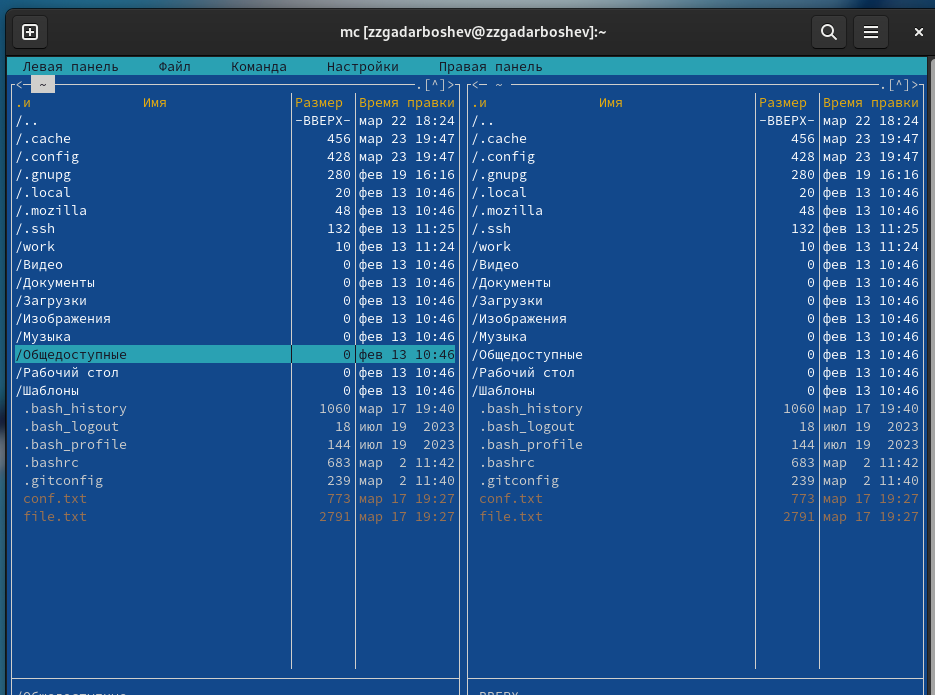 mc [zzgadarboshev@zzgadarboshev]:~
Левая панель Файл Команда Настройки Правая панель
<─ ~ ─.[^]> <─ ~ ─.[^]>
.и Имя Размер Время правки .и Имя Размер Время правки
/.. -ВВЕРХ- мар 22 18:24 /.. -ВВЕРХ- мар 22 18:24
/.cache 456 мар 23 19:47 /.cache 456 мар 23 19:47
/.config 428 мар 23 19:47 /.config 428 мар 23 19:47
/.gnupg 280 фев 19 16:16 /.gnupg 280 фев 19 16:16
/.local 20 фев 13 10:46 /.local 20 фев 13 10:46
/.mozilla 48 фев 13 10:46 /.mozilla 48 фев 13 10:46
/.ssh 132 фев 13 11:25 /.ssh 132 фев 13 11:25
/work 10 фев 13 11:24 /work 10 фев 13 11:24
/Видео 0 фев 13 10:46 /Видео 0 фев 13 10:46
/Документы 0 фев 13 10:46 /Документы 0 фев 13 10:46
/Загрузки 0 фев 13 10:46 /Загрузки 0 фев 13 10:46
/Изображения 0 фев 13 10:46 /Изображения 0 фев 13 10:46
/Музыка 0 фев 13 10:46 /Музыка 0 фев 13 10:46
/Общедоступные 0 фев 13 10:46 /Общедоступные 0 фев 13 10:46
/Рабочий стол 0 фев 13 10:46 /Рабочий стол 0 фев 13 10:46
/Шаблоны 0 фев 13 10:46 /Шаблоны 0 фев 13 10:46
.bash_history 1060 мар 17 19:40 .bash_history 1060 мар 17 19:40
.bash_logout 18 июл 19 2023 .bash_logout 18 июл 19 2023
.bash_profile 144 июл 19 2023 .bash_profile 144 июл 19 2023
.bashrc 683 мар 2 11:42 .bashrc 683 мар 2 11:42
.gitconfig 239 мар 2 11:40 .gitconfig 239 мар 2 11:40
conf.txt 773 мар 17 19:27 conf.txt 773 мар 17 19:27
file.txt 2791 мар 17 19:27 file.txt 2791 мар 17 19:27